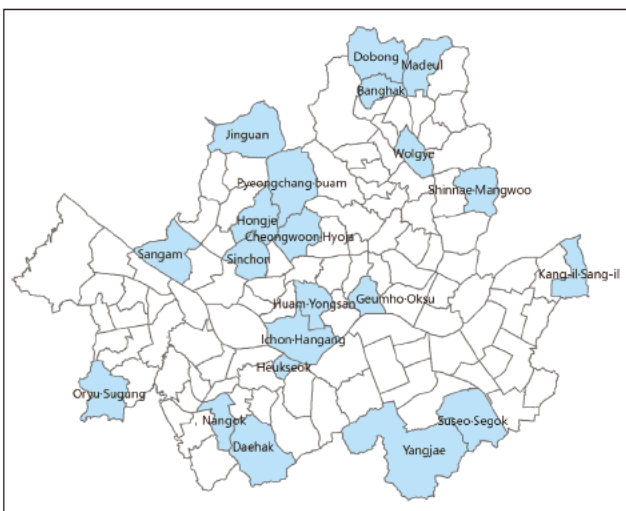 Dobong
Madeul
Banghak
Jinguan
Wolgye
Pyeongchang·buam
Shinnae·Mangwoo
Hongje
Cheongwoon·Hyoja
Sangam
Sinchon
Kang-il·Sang-il
Huam·Yongsan
Geumho·Oksu
Ichon·Hangang
Heukseok
Oryu·Sugung
Nangok
Suseo·Segok
Daehak
Yangjae